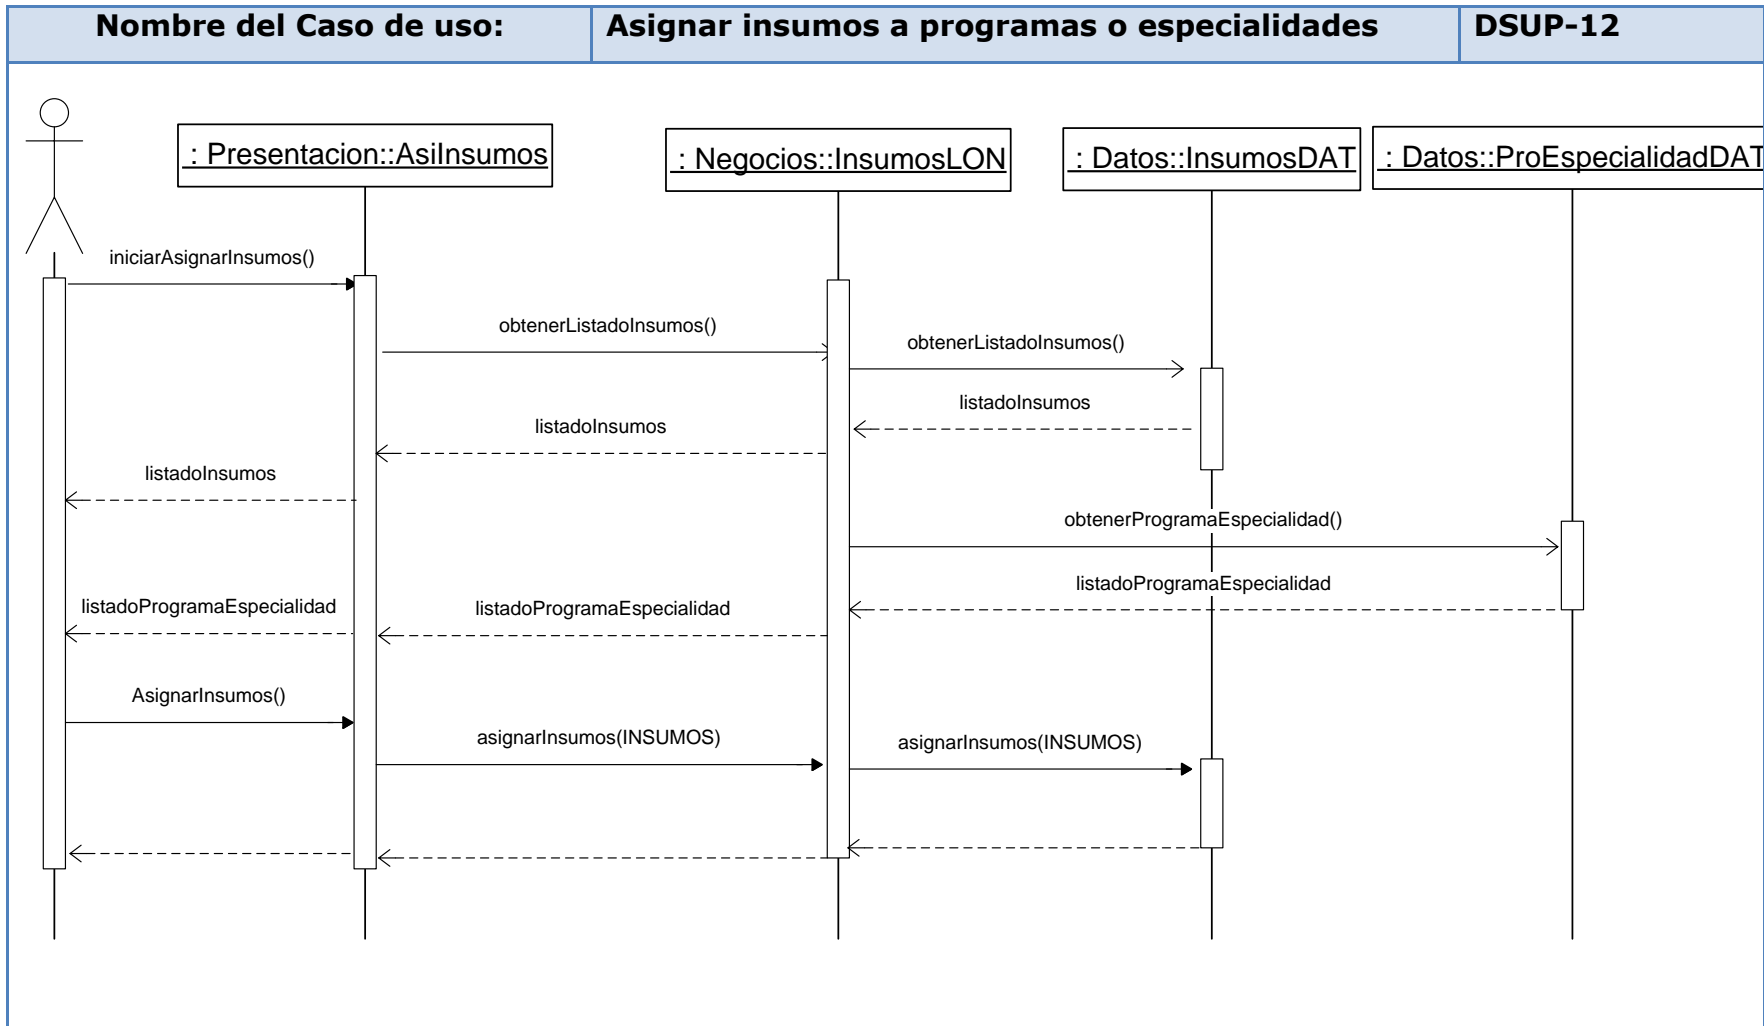 Nombre del Caso de uso: Asignar insumos a programas o especialidades DSUP-12
: Presentacion::AsiInsumos
: Negocios::InsumosLON
: Datos::InsumosDAT
: Datos::ProEspecialidadDAT
iniciarAsignarInsumos()
obtenerListadoInsumos()
obtenerListadoInsumos()
listadoInsumos
listadoInsumos
listadoInsumos
obtenerProgramaEspecialidad()
listadoProgramaEspecialidad
listadoProgramaEspecialidad
listadoProgramaEspecialidad
AsignarInsumos()
asignarInsumos(INSUMOS)
asignarInsumos(INSUMOS)